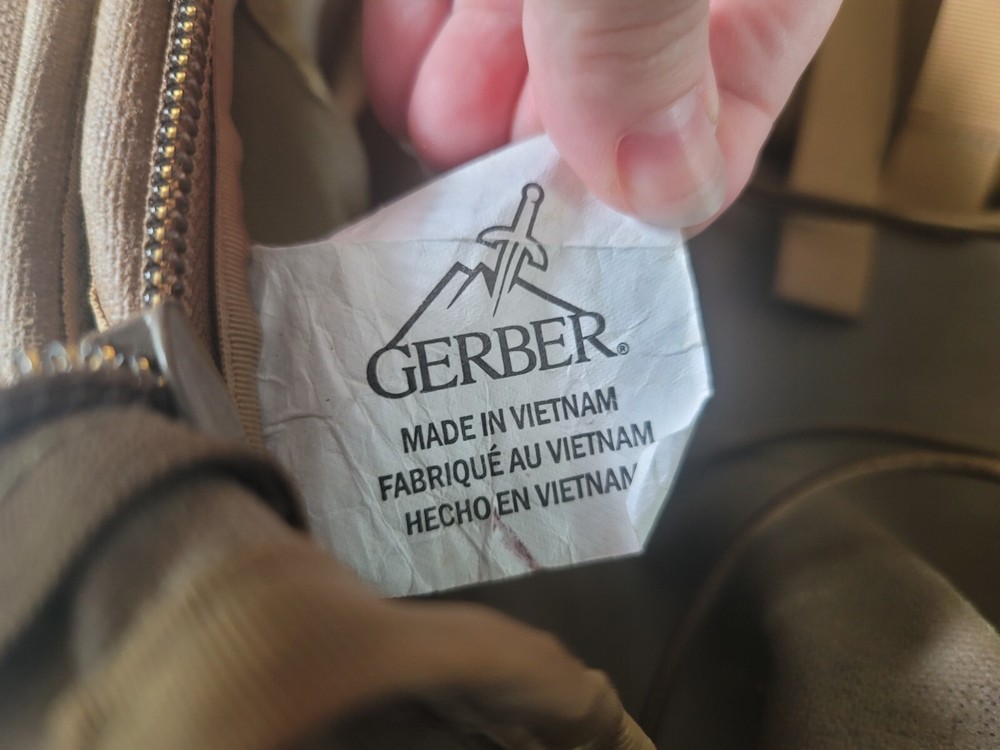 GERBER®
MADE IN VIETNAM
FABRIQUÉ AU VIETNAM
HECHO EN VIETNAM